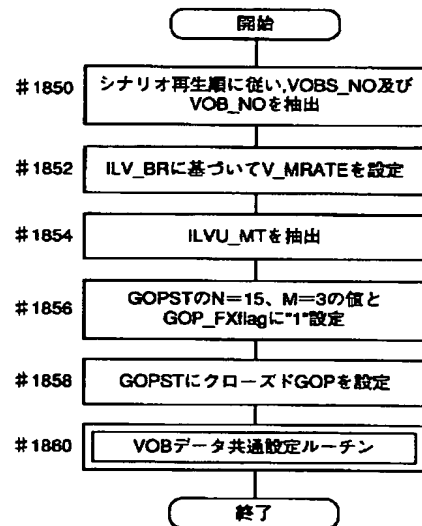 開始
#1850 シナリオ再生順に従い,VOBS_NO及び
VOB_NOを抽出
#1852 ILV_BRに基づいてV_MRATEを設定
#1854 ILVU_MTを抽出
#1856 GOPSTのN=15、M=3の値と
GOP_FXflagに"1"設定
#1858 GOPSTにクローズドGOPを設定
#1860 VOBデータ共通設定ルーチン
終了